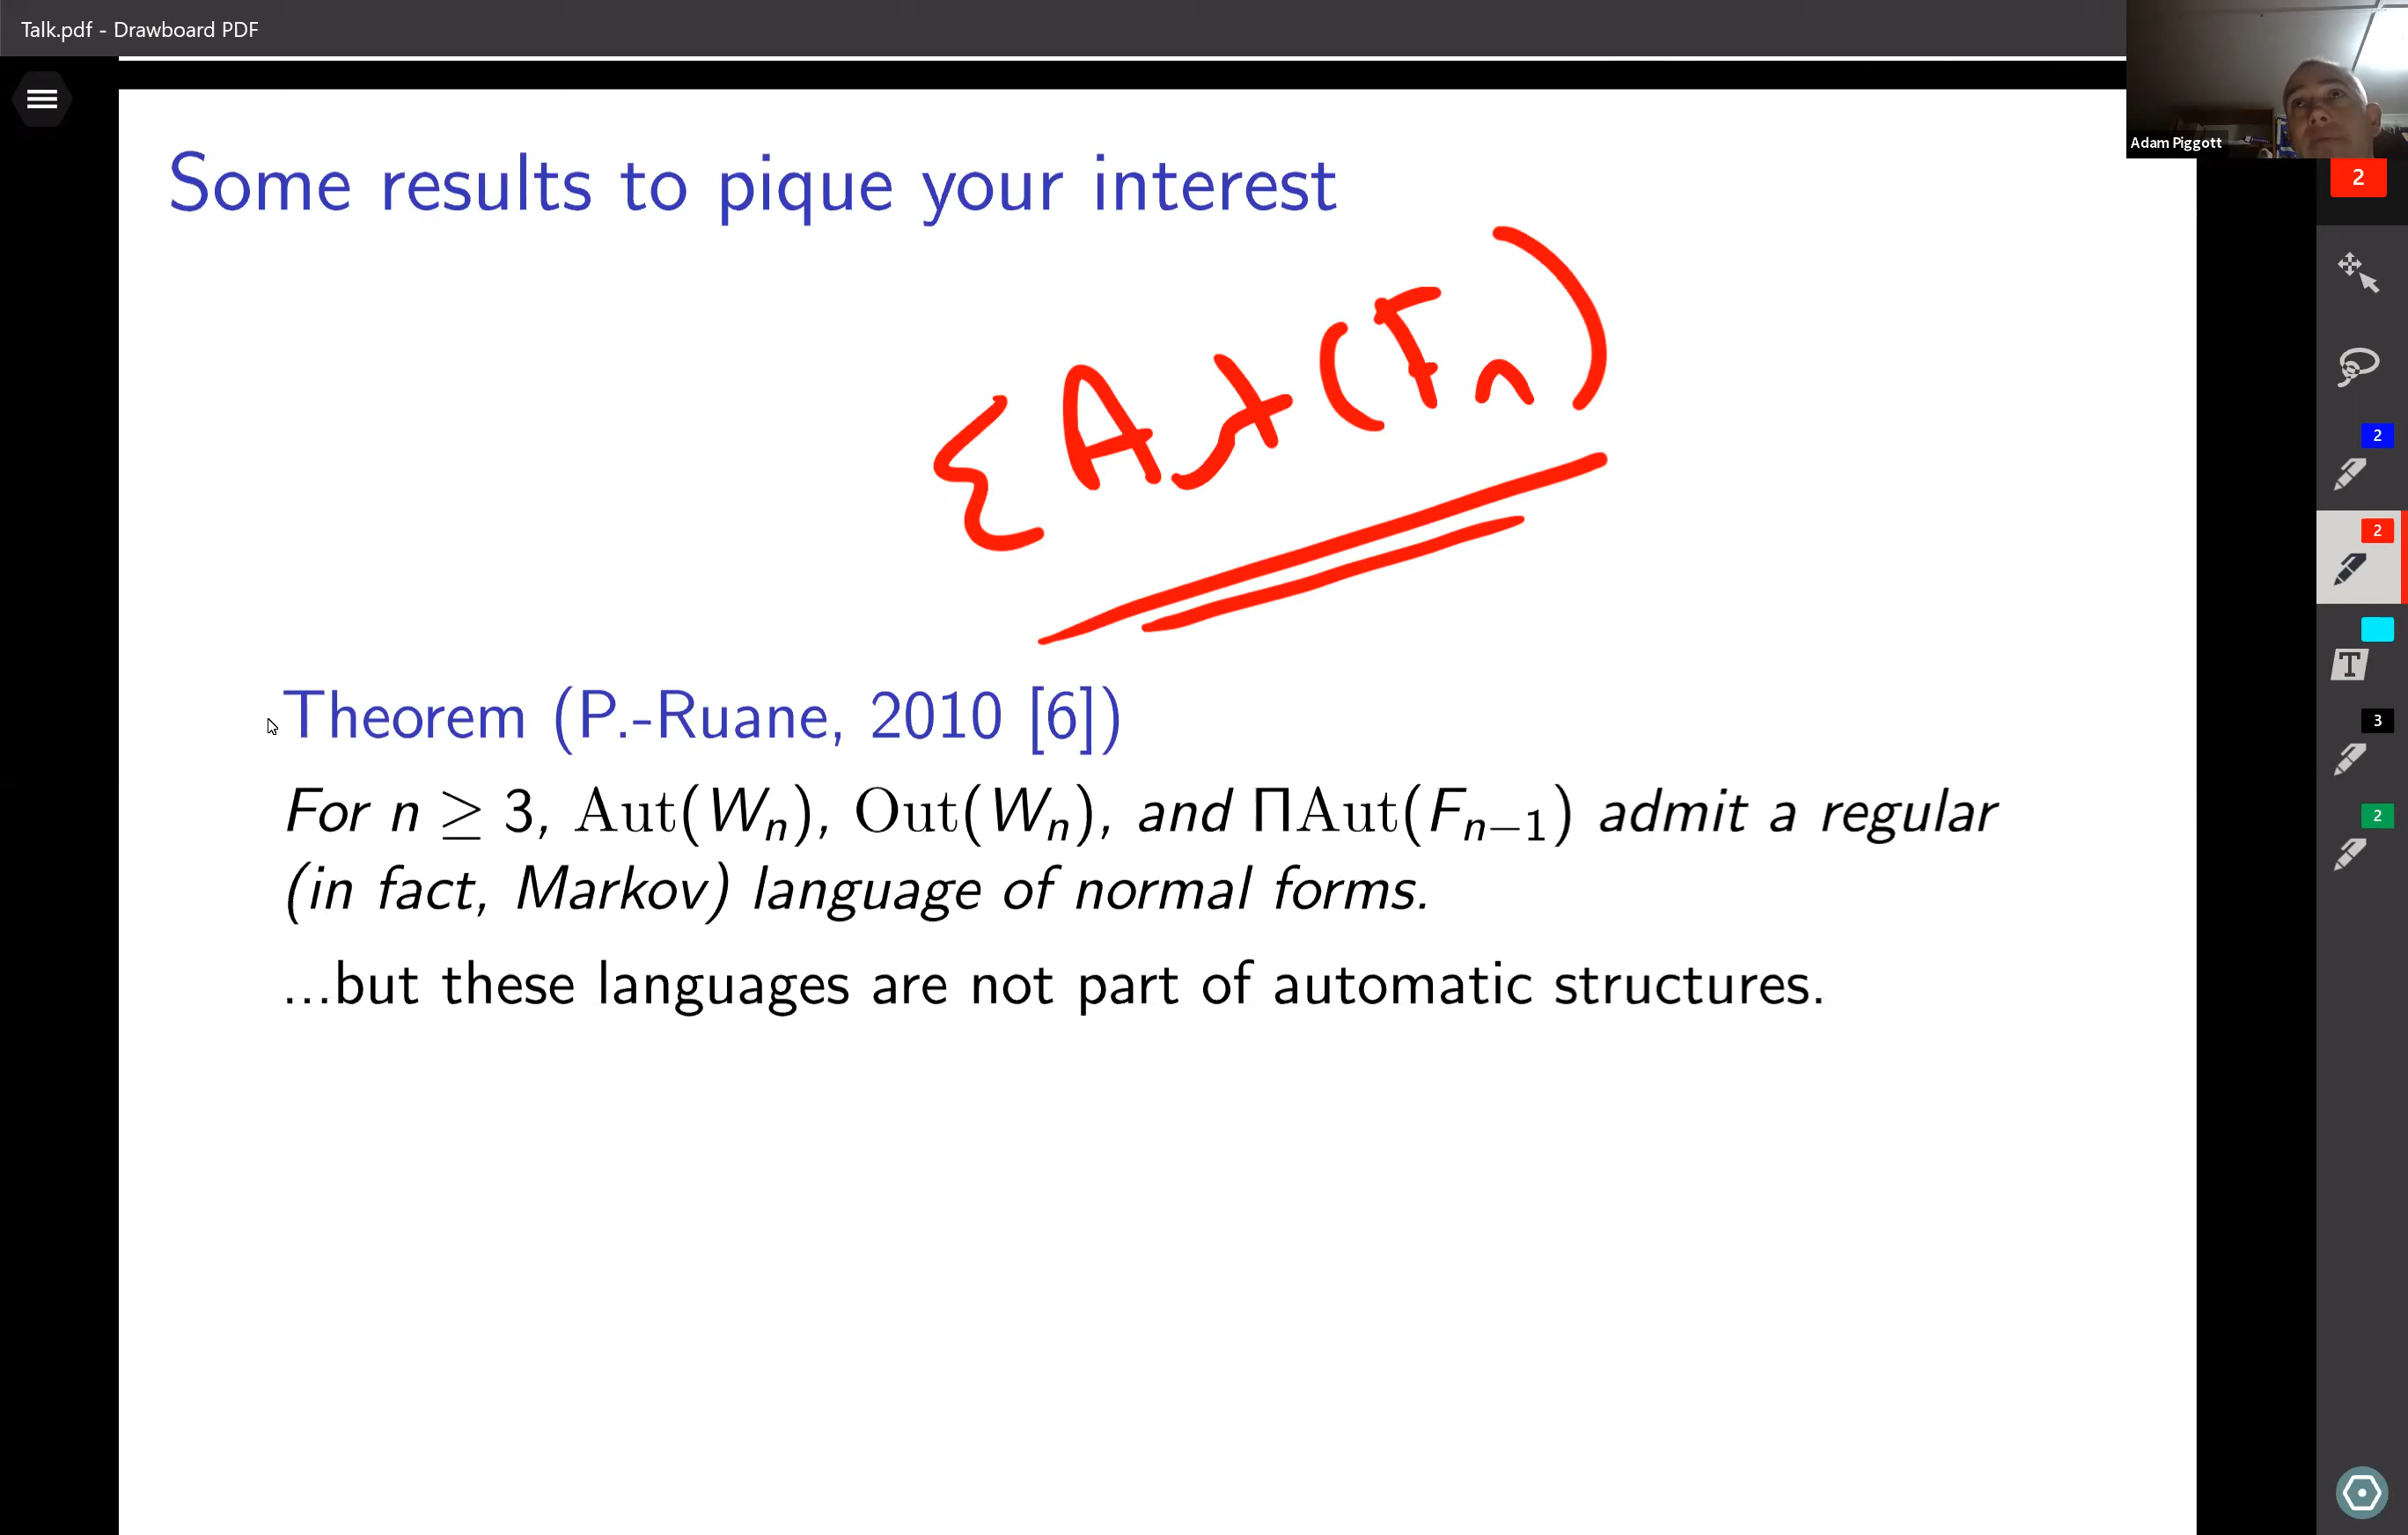 Talk.pdf - Drawboard PDF
Adam Piggott
2
Some results to pique your interest
{Aut(Fn)
2
2
T
Theorem (P.-Ruane, 2010 [6])
3
For n ≥ 3, Aut(Wₙ), Out(Wₙ), and ΠAut(Fₙ₋₁) admit a regular
2
(in fact, Markov) language of normal forms.
...but these languages are not part of automatic structures.